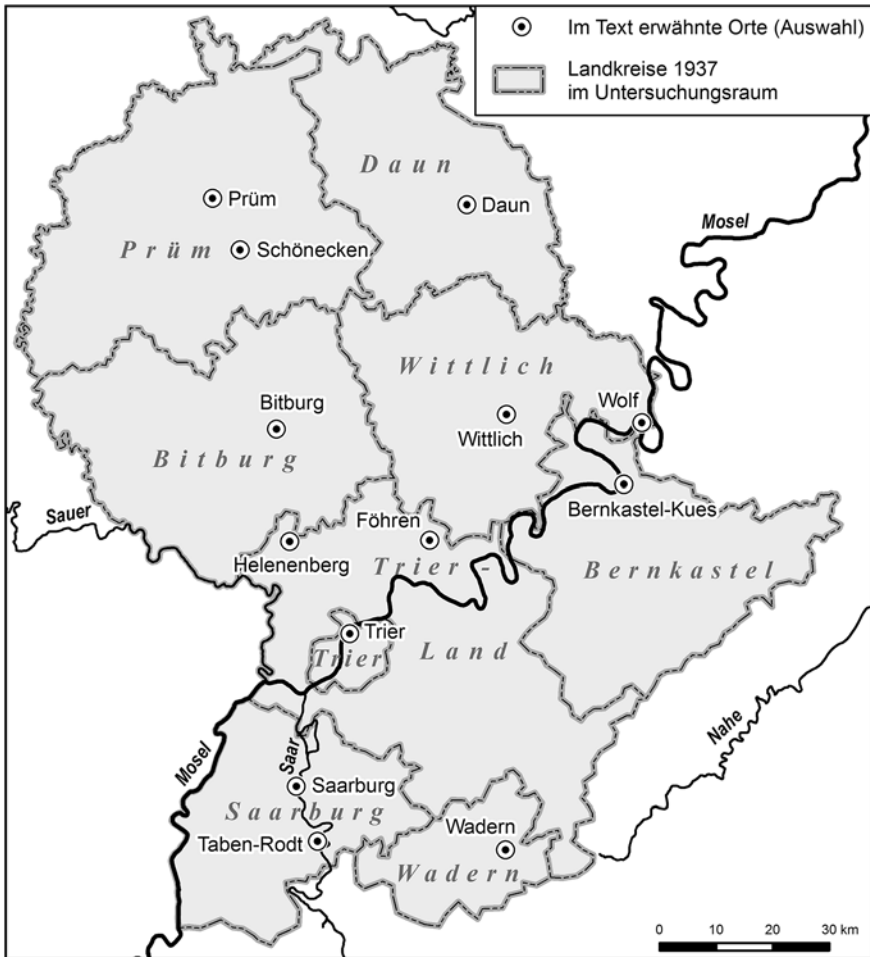 Im Text erwähnte Orte (Auswahl)
Landkreise 1937
im Untersuchungsraum
Daun
Prüm
Daun
Mosel
Prüm
Schönecken
Wittlich
Wolf
Bitburg
Wittlich
Bitburg
Bernkastel-Kues
Sauer
Föhren
Helenenberg
Trier-
Bernkastel
Trier
Land
Trier
Nahe
Mosel
Saar
Saarburg
Saarburg
Wadern
Taben-Rodt
Wadern
0 10 20 30 km